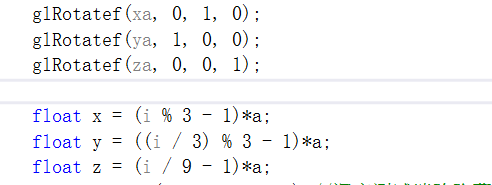 glRotatef(xa, 0, 1, 0);
glRotatef(ya, 1, 0, 0);
glRotatef(za, 0, 0, 1);
float x = (i % 3 - 1)*a;
float y = ((i / 3) % 3 - 1)*a;
float z = (i / 9 - 1)*a;